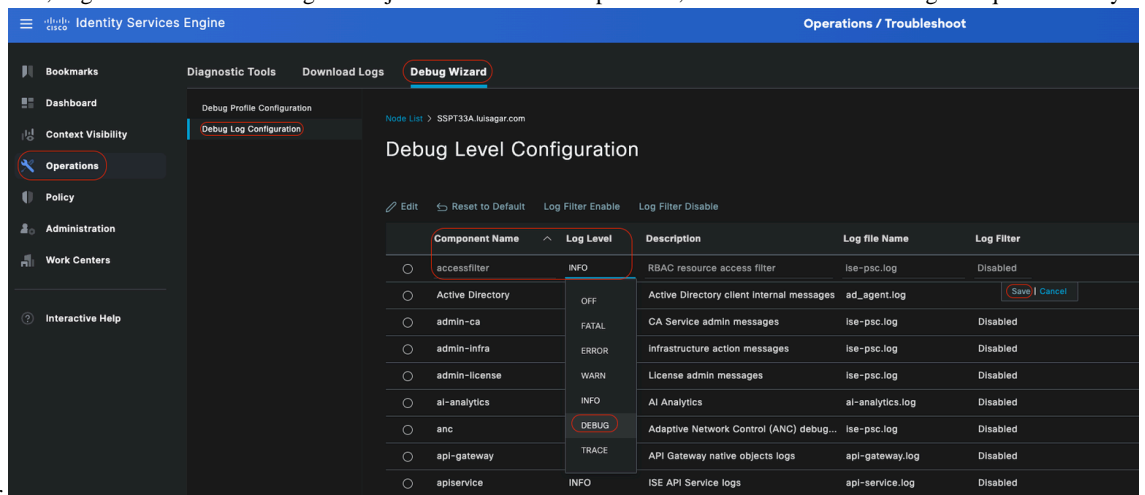 Identity Services Engine
Operations / Troubleshoot
Bookmarks
Dashboard
Context Visibility
Operations
Policy
Administration
Work Centers
Interactive Help
Diagnostic Tools Download Logs Debug Wizard
Debug Profile Configuration
Debug Log Configuration
Node List > SSPT33A.luisagar.com
Debug Level Configuration
Edit Reset to Default Log Filter Enable Log Filter Disable
Component Name Log Level Description Log file Name Log Filter
accessfilter INFO RBAC resource access filter ise-psc.log Disabled
Active Directory OFF Active Directory client internal messages ad_agent.log Save | Cancel
admin-ca FATAL CA Service admin messages ise-psc.log Disabled
admin-infra ERROR infrastructure action messages ise-psc.log Disabled
admin-license WARN License admin messages ise-psc.log Disabled
ai-analytics INFO AI Analytics ai-analytics.log Disabled
anc DEBUG Adaptive Network Control (ANC) debug... ise-psc.log Disabled
api-gateway TRACE API Gateway native objects logs api-gateway.log Disabled
apiservice INFO ISE API Service logs api-service.log Disabled